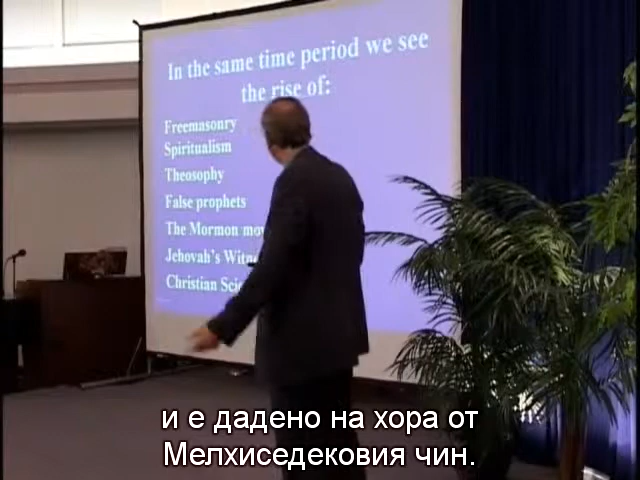 In the same time period we see
the rise of:
Freemasonry
Spiritualism
Theosophy
False prophets
The Mormon
Jehovah's
Christian
и е дадено на хора от
Мелхиседековия чин.